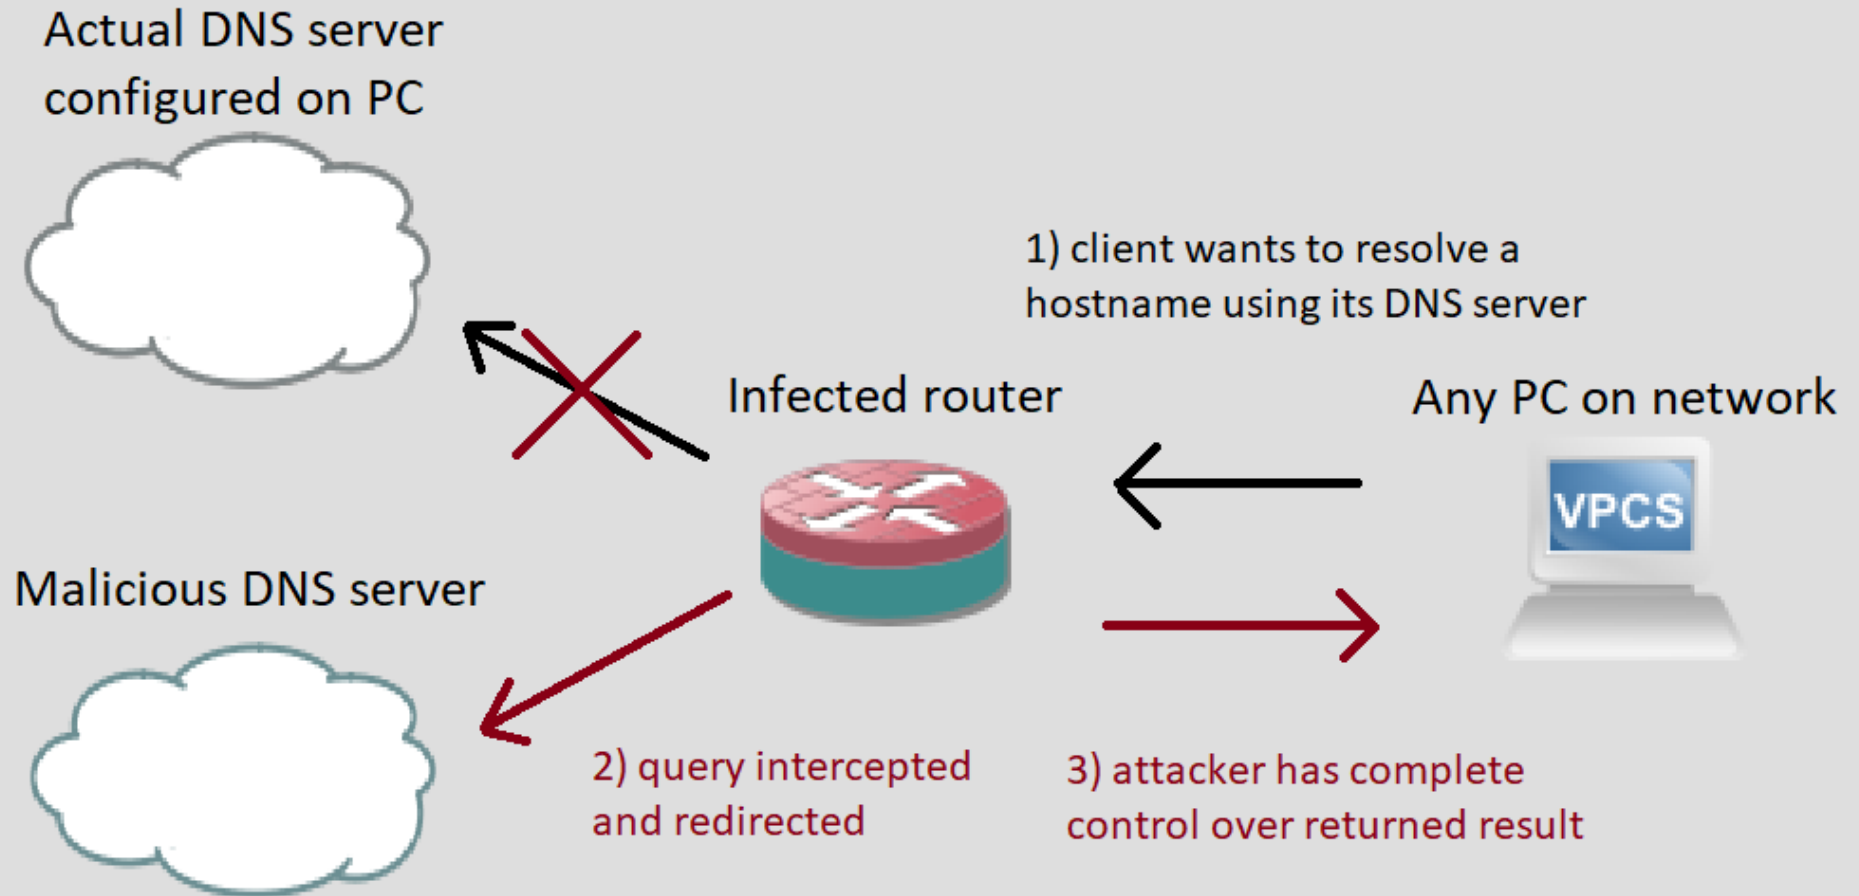 Actual DNS server
configured on PC
1) client wants to resolve a
hostname using its DNS server
Infected router
Any PC on network
VPCS
Malicious DNS server
2) query intercepted
and redirected
3) attacker has complete
control over returned result